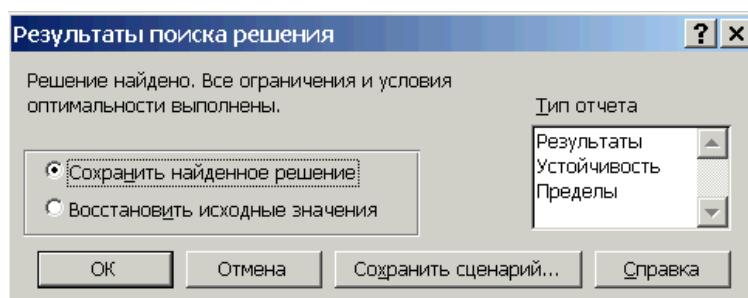 Результаты поиска решения
Решение найдено. Все ограничения и условия
оптимальности выполнены.
Тип отчета
Результаты
Устойчивость
Пределы
Сохранить найденное решение
Восстановить исходные значения
ОК
Отмена
Сохранить сценарий...
Справка